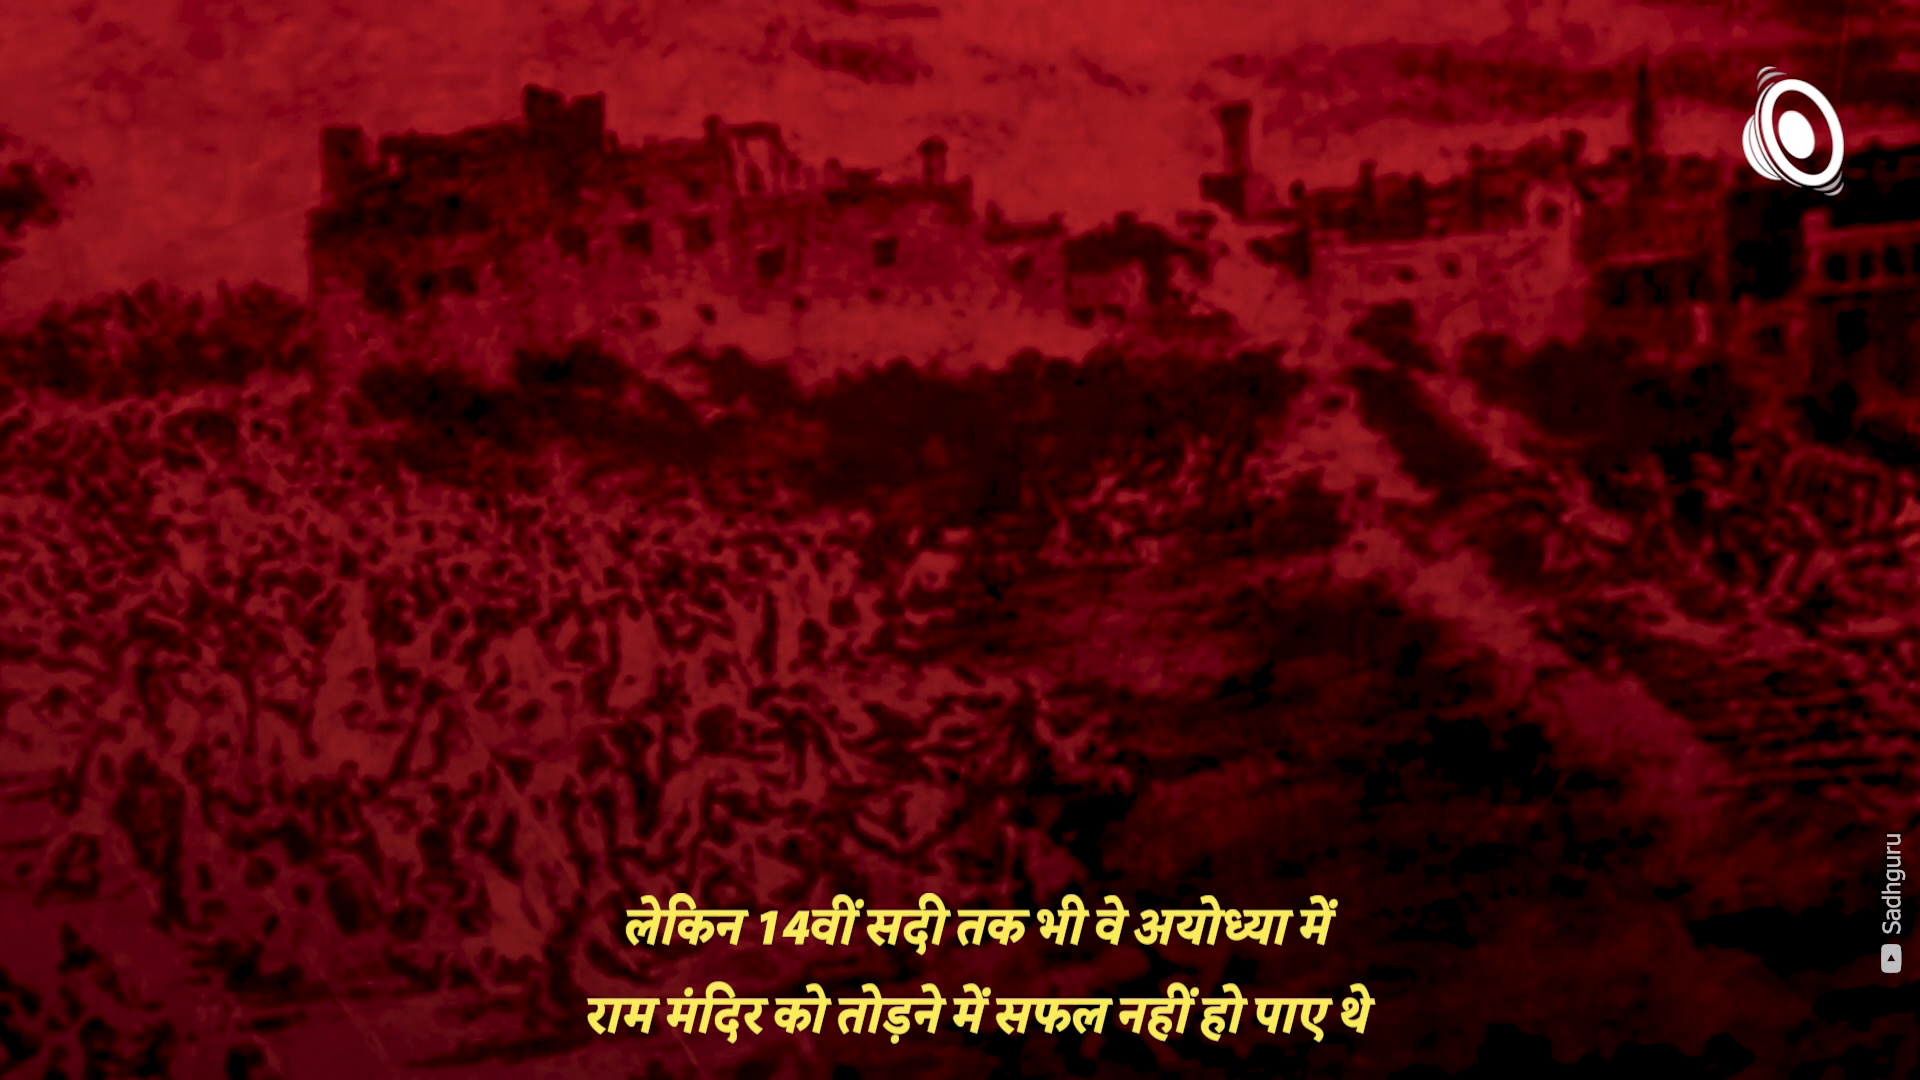 लेकिन 14वीं सदी तक भी वे अयोध्या में
राम मंदिर को तोड़ने में सफल नहीं हो पाए थे
Sadhguru